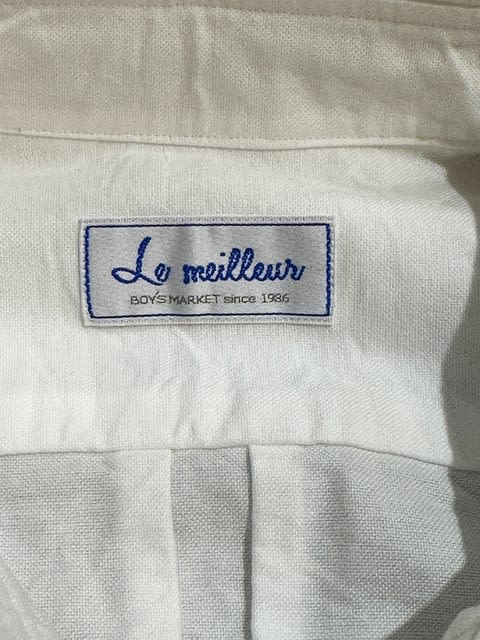 Le meilleur
BOY'S MARKET since 1986